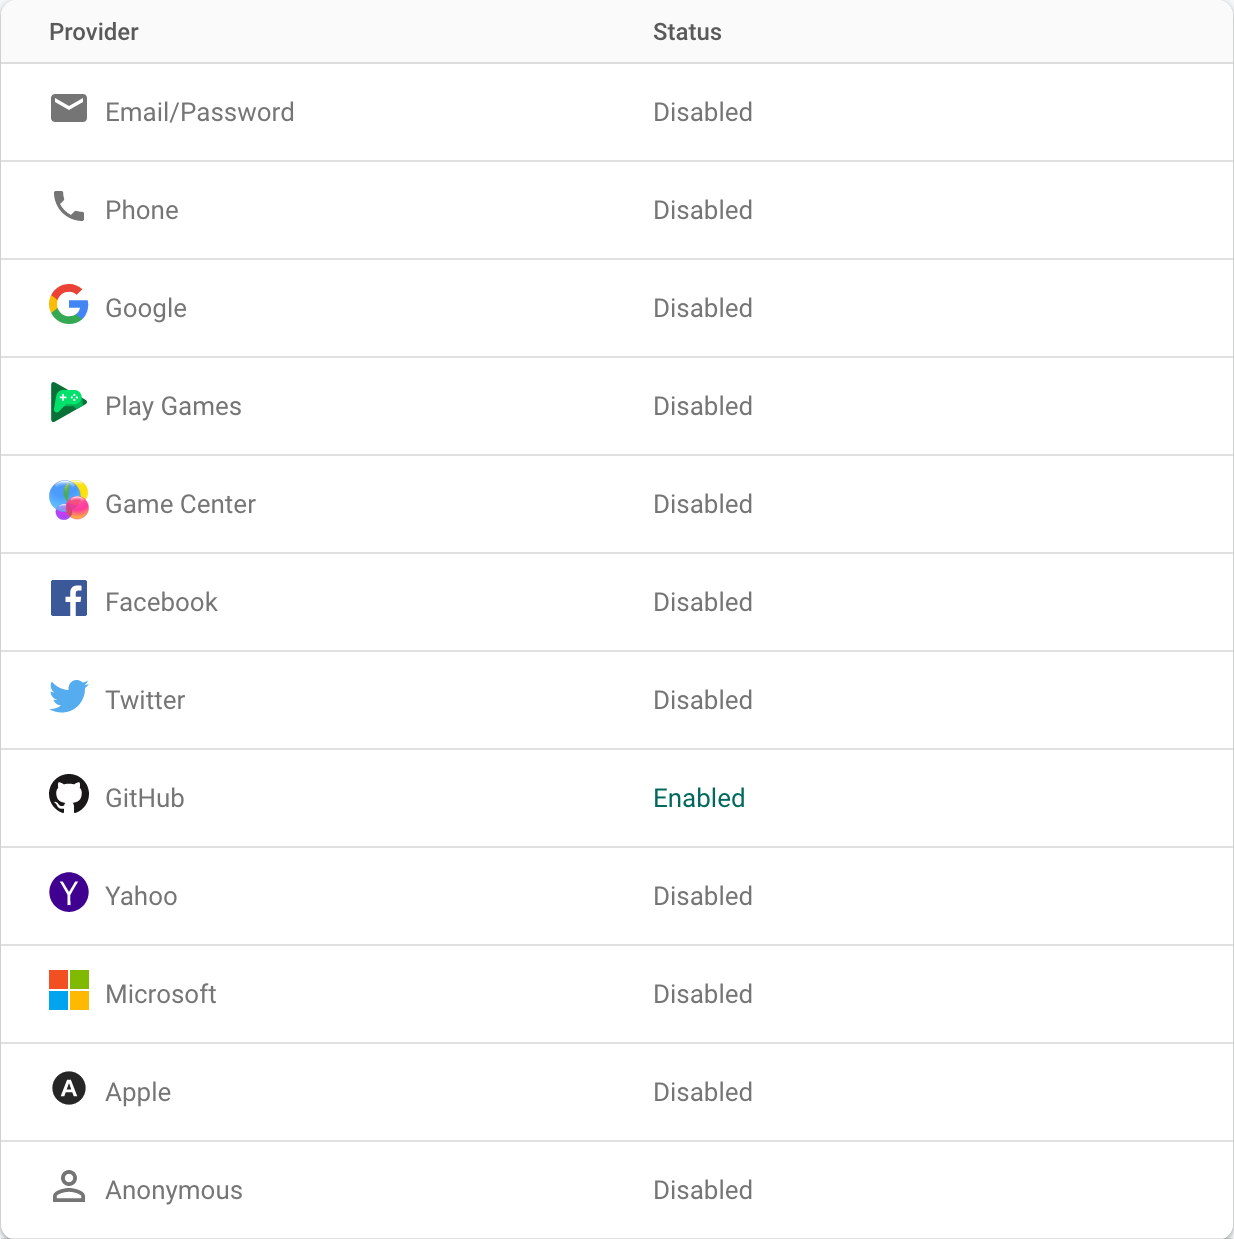 Provider Status
Email/Password Disabled
Phone Disabled
Google Disabled
Play Games Disabled
Game Center Disabled
Facebook Disabled
Twitter Disabled
GitHub Enabled
Yahoo Disabled
Microsoft Disabled
Apple Disabled
Anonymous Disabled